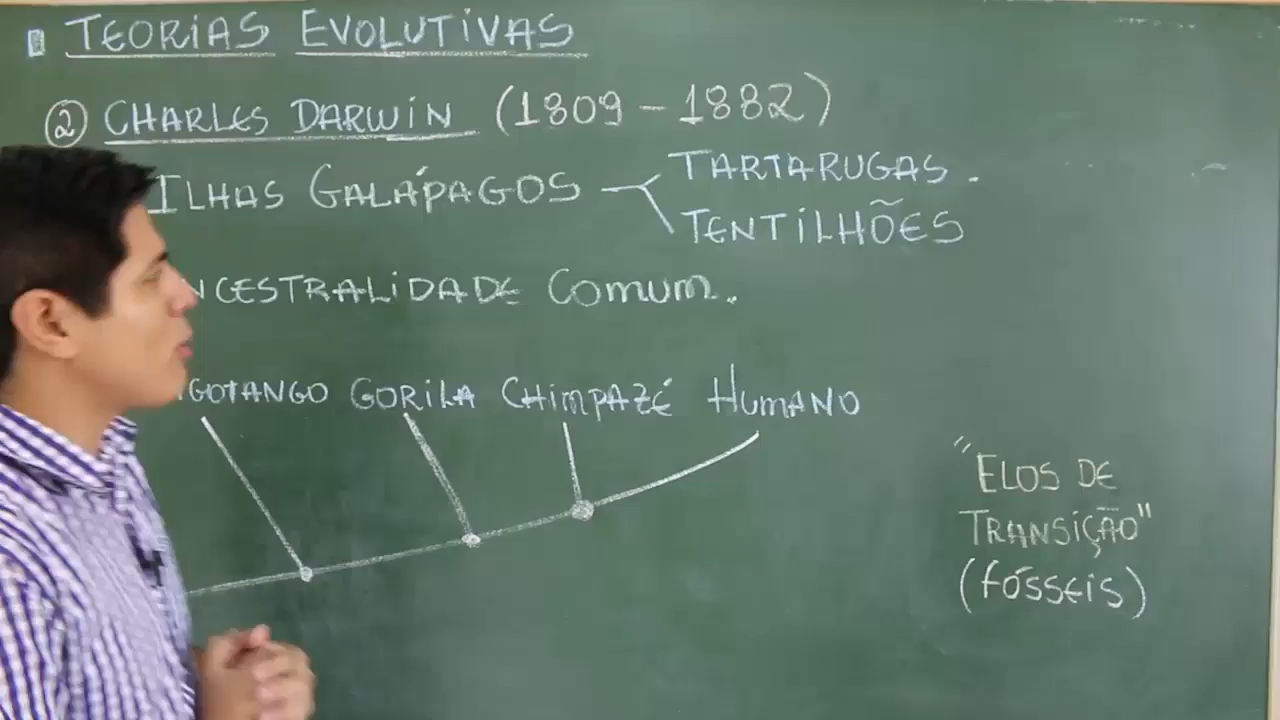 TEORIAS EVOLUTIVAS
② CHARLES DARWIN (1809 - 1882)
ILHAS GALÁPAGOS
TARTARUGAS.
TENTILHÕES
NCESTRALIDADE COMUM.
GOTANGO GORILA CHIMPAZÉ HUMANO
"ELOS DE
TRANSIÇÃO"
(FÓSSEIS)